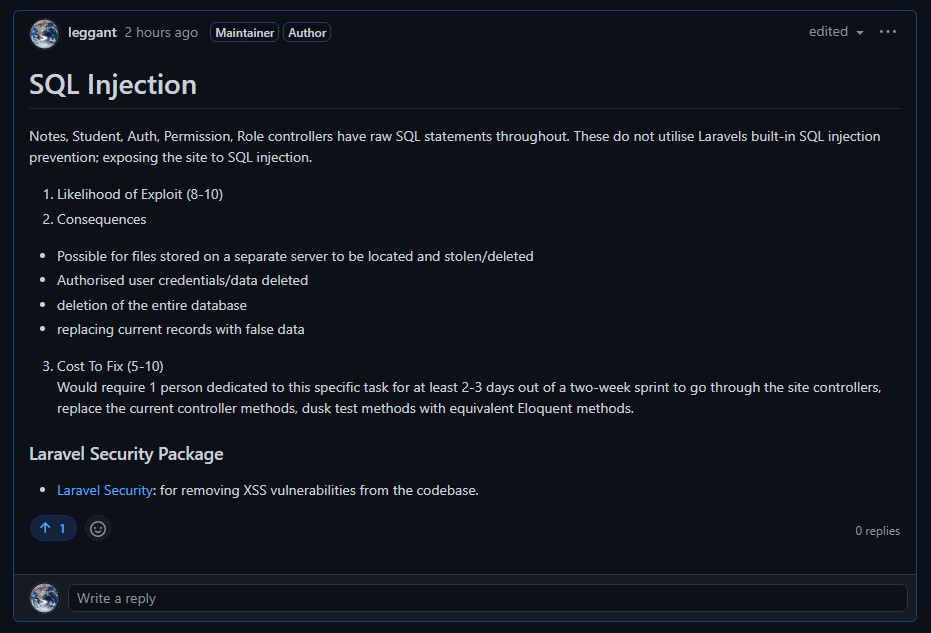 leggant 2 hours ago Maintainer Author edited
SQL Injection
Notes, Student, Auth, Permission, Role controllers have raw SQL statements throughout. These do not utilise Laravels built-in SQL injection
prevention; exposing the site to SQL injection.
1. Likelihood of Exploit (8-10)
2. Consequences
• Possible for files stored on a separate server to be located and stolen/deleted
• Authorised user credentials/data deleted
• deletion of the entire database
• replacing current records with false data
3. Cost To Fix (5-10)
Would require 1 person dedicated to this specific task for at least 2-3 days out of a two-week sprint to go through the site controllers,
replace the current controller methods, dusk test methods with equivalent Eloquent methods.
Laravel Security Package
• Laravel Security: for removing XSS vulnerabilities from the codebase.
↑ 1 0 replies
Write a reply